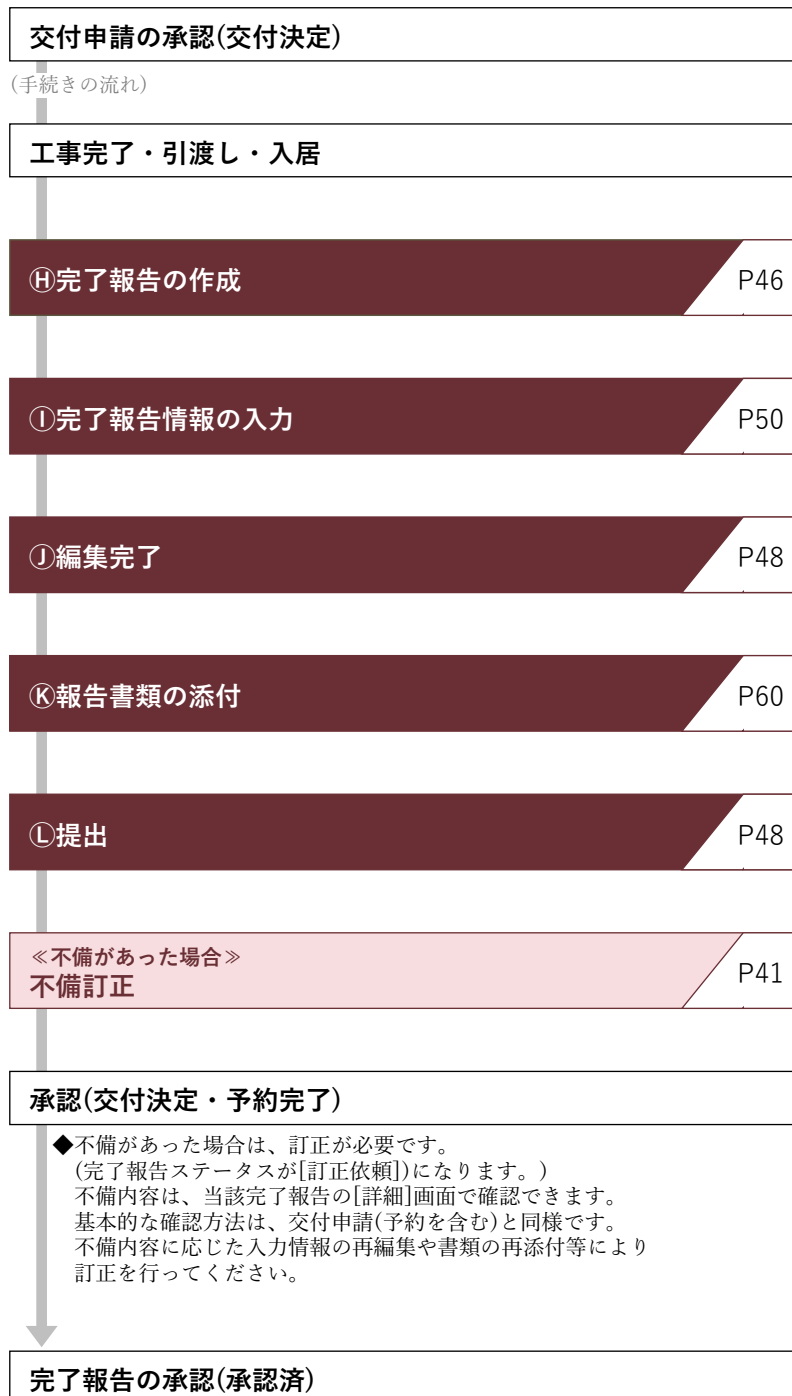 交付申請の承認(交付決定)
(手続きの流れ)
工事完了・引渡し・入居
Ⓗ完了報告の作成 P46
Ⓘ完了報告情報の入力 P50
Ⓙ編集完了 P48
Ⓚ報告書類の添付 P60
Ⓛ提出 P48
≪不備があった場合≫
不備訂正 P41
承認(交付決定・予約完了)
◆不備があった場合は、訂正が必要です。
(完了報告ステータスが[訂正依頼])になります。)
不備内容は、当該完了報告の[詳細]画面で確認できます。
基本的な確認方法は、交付申請(予約を含む)と同様です。
不備内容に応じた入力情報の再編集や書類の再添付等により
訂正を行ってください。
完了報告の承認(承認済)